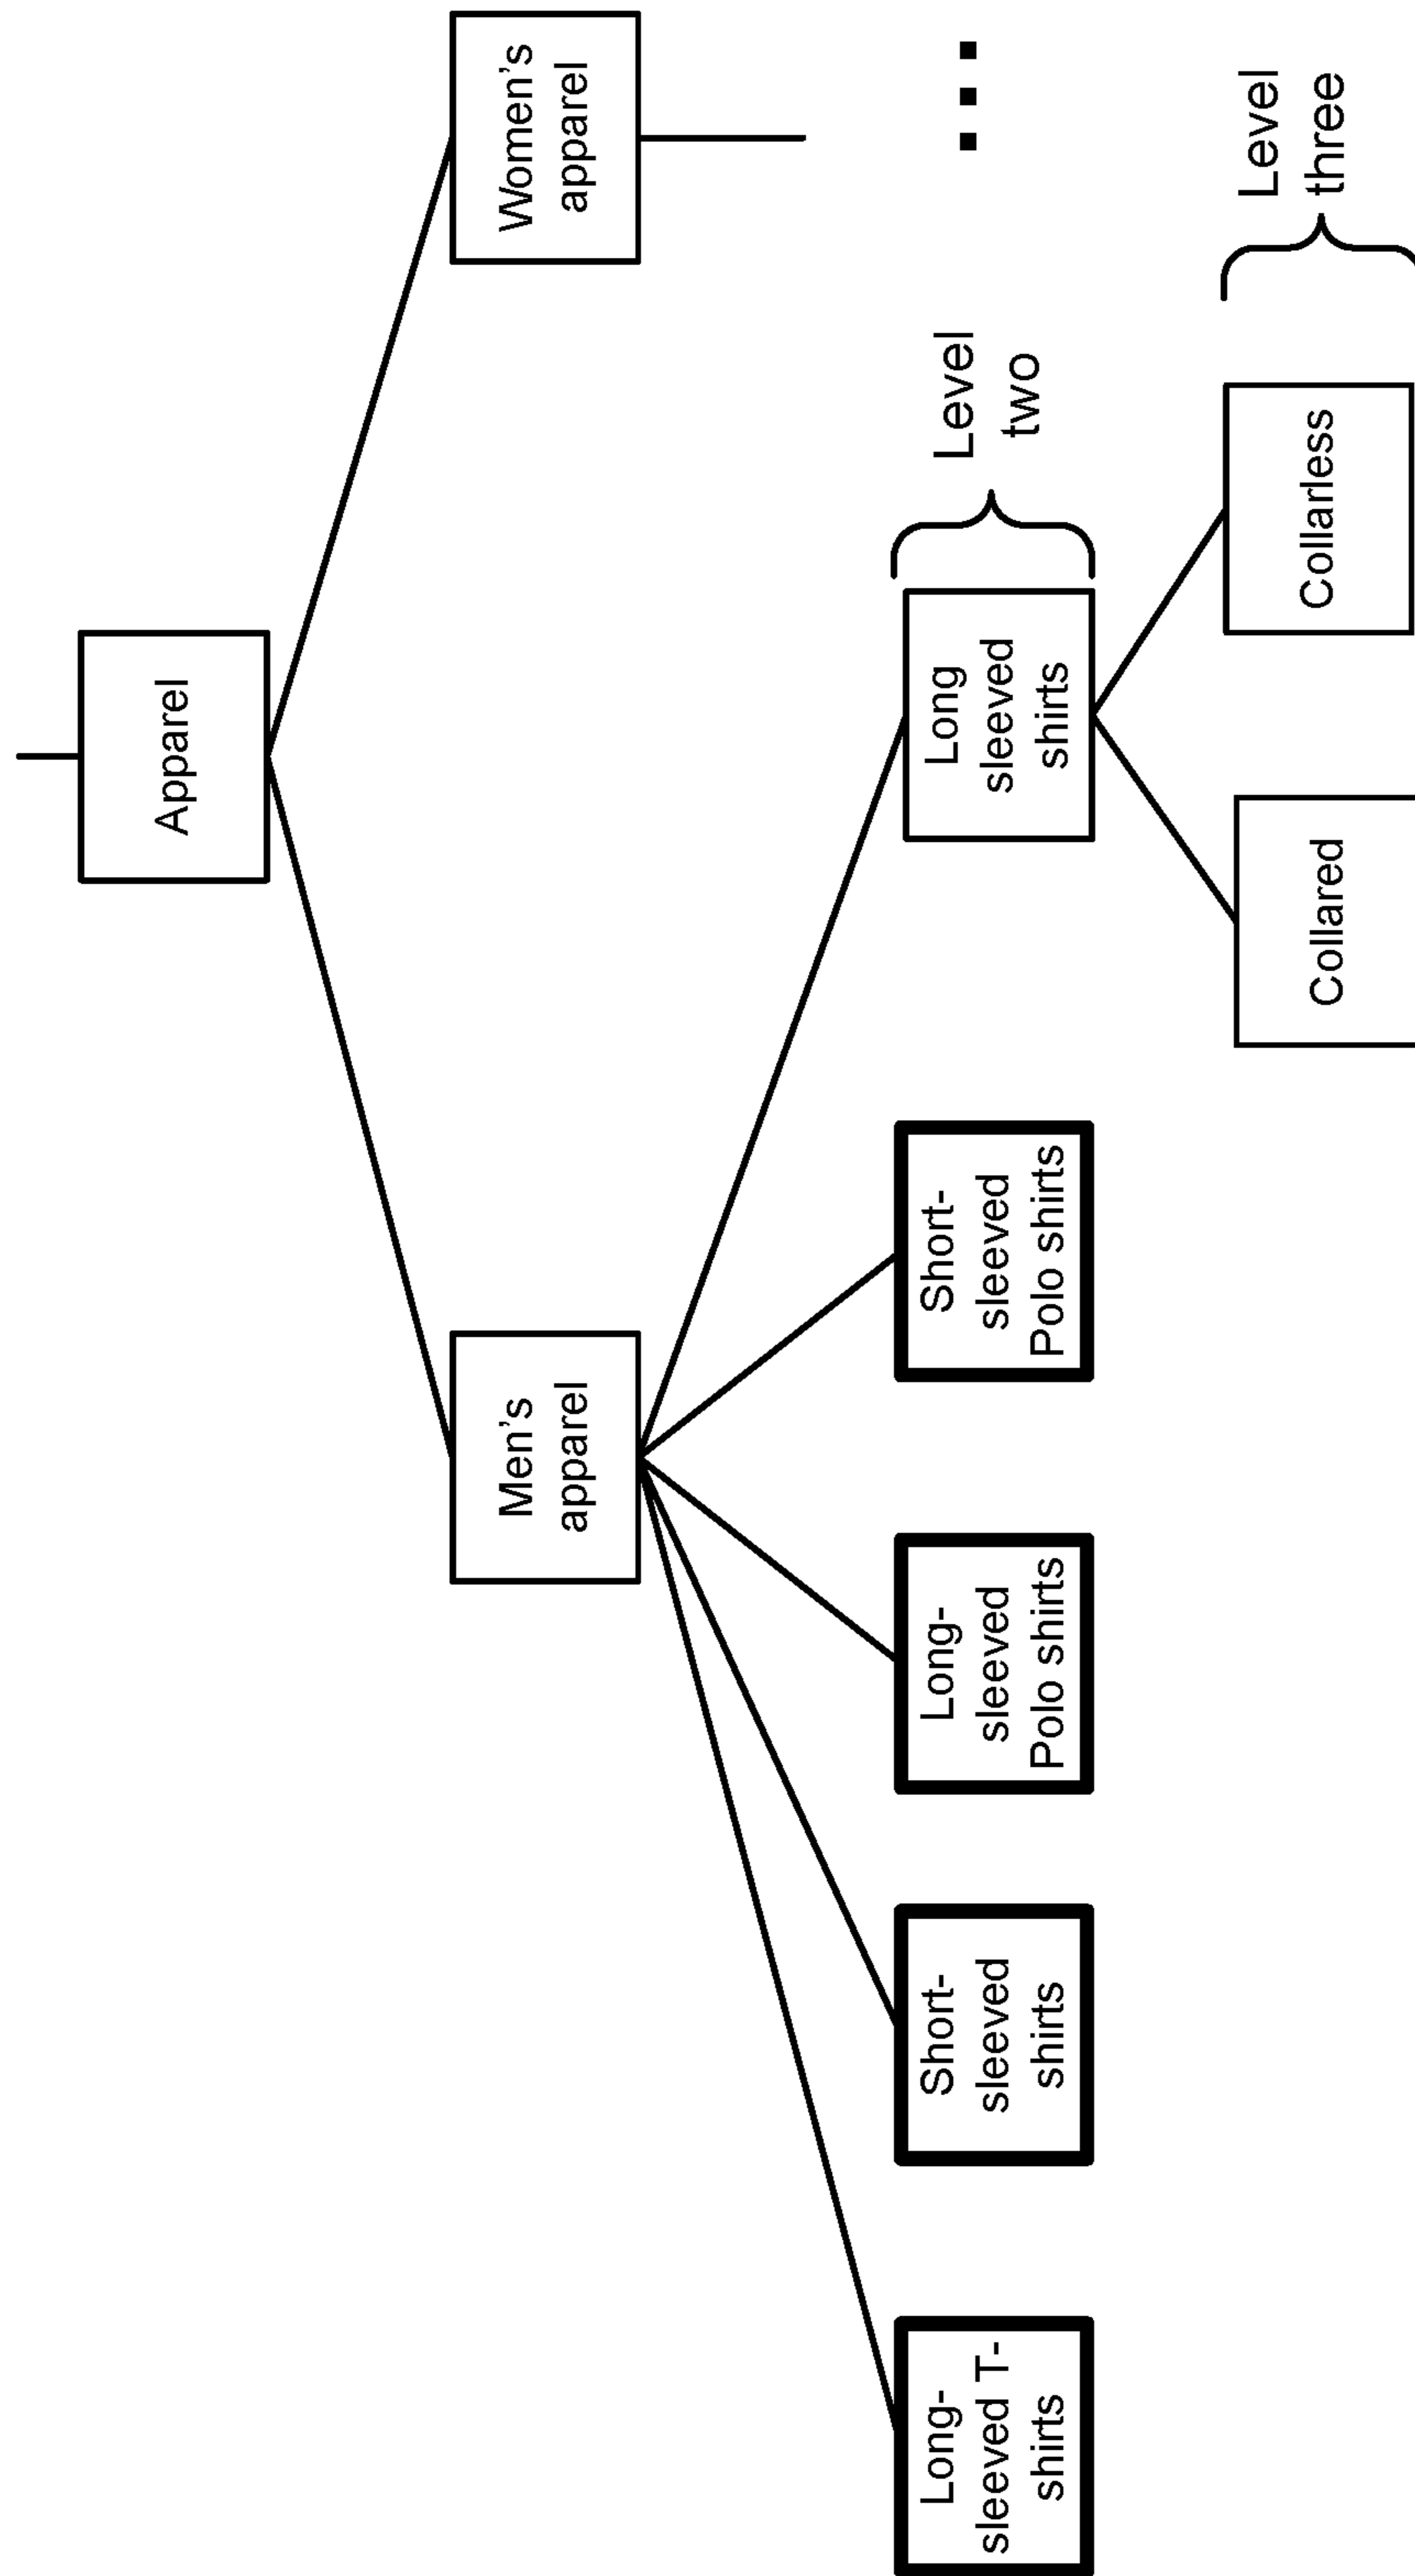 Apparel
Men's
apparel
Women's
apparel
Long-
sleeved T-
shirts
Short-
sleeved
shirts
Long-
sleeved
Polo shirts
Short-
sleeved
Polo shirts
Long
sleeved
shirts
Level
two
Collared
Collarless
Level
three